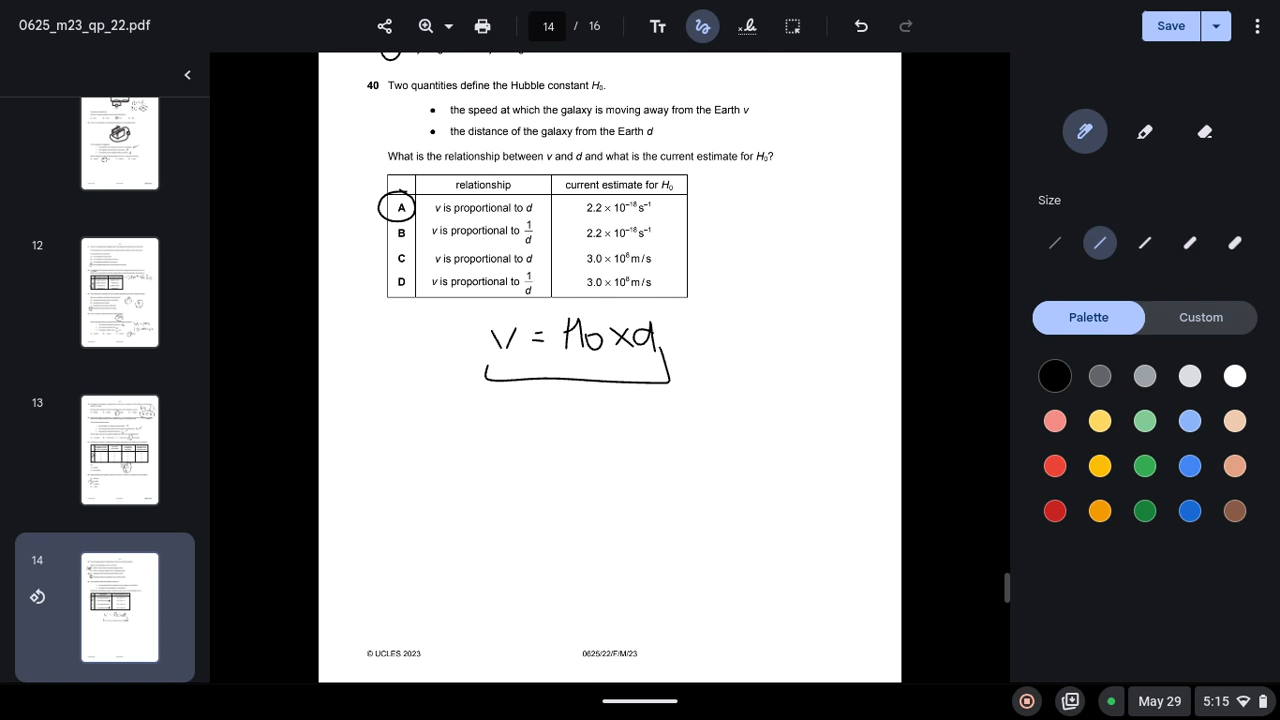 0625_m23_qp_22.pdf
14 / 16
Save
40 Two quantities define the Hubble constant H₀.
• the speed at which the galaxy is moving away from the Earth v
• the distance of the galaxy from the Earth d
What is the relationship between v and d and what is the current estimate for H₀?
relationship current estimate for H₀
A v is proportional to d 2.2 × 10⁻¹⁸ s⁻¹
B v is proportional to 1/d 2.2 × 10⁻¹⁸ s⁻¹
C v is proportional to d 3.0 × 10⁸ m / s
D v is proportional to 1/d 3.0 × 10⁸ m / s
v = H₀ x d
© UCLES 2023 0625/22/F/M/23
12
13
14
Size
Palette Custom
May 29 5:15